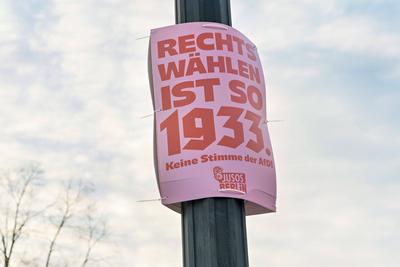 RECHTS
WÄHLEN
IST SO
1933.
Keine Stimme der AfD!
JUSOS
BERLIN